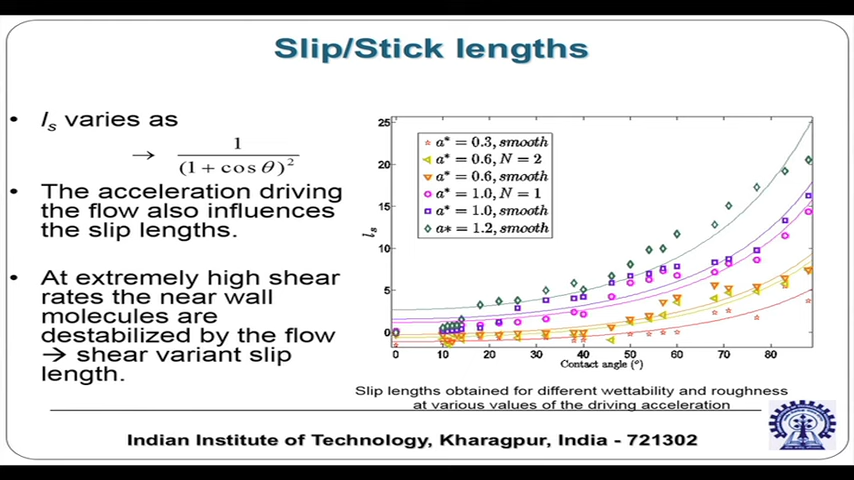 Slip/Stick lengths
• l_s varies as
→ 1 / (1 + cos θ)^2
• The acceleration driving
the flow also influences
the slip lengths.
• At extremely high shear
rates the near wall
molecules are
destabilized by the flow
→ shear variant slip
length.
25
20
15
10
5
0
l_s
a* = 0.3, smooth
a* = 0.6, N = 2
a* = 0.6, smooth
a* = 1.0, N = 1
a* = 1.0, smooth
a* = 1.2, smooth
0 10 20 30 40 50 60 70 80
Contact angle (°)
Slip lengths obtained for different wettability and roughness
at various values of the driving acceleration
Indian Institute of Technology, Kharagpur, India - 721302